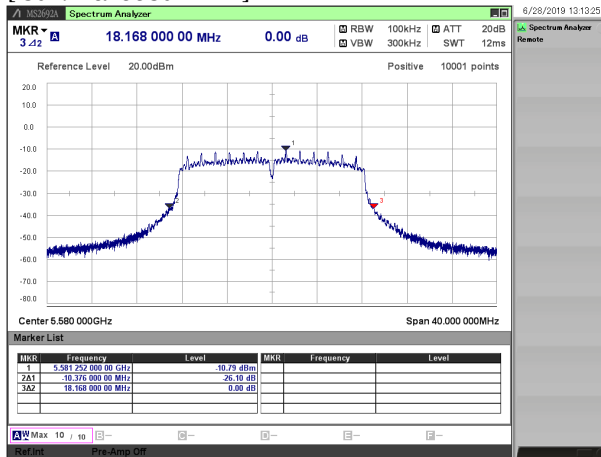 MS2692A Spectrum Analyzer
6/28/2019 13:13:25
MKR
3⊿2
A
18.168 000 00 MHz
0.00 dB
M RBW 100kHz M ATT 20dB
M VBW 300kHz SWT 12ms
Spectrum Analyzer
Remote
Reference Level 20.00dBm
Positive 10001 points
20.0
10.0
0.0
-10.0
-20.0
-30.0
-40.0
-50.0
-60.0
-70.0
-80.0
1
2
3
Center 5.580 000GHz
Span 40.000 000MHz
Marker List
MKR Frequency Level MKR Frequency Level
1 5.581 252 000 00 GHz -10.79 dBm
2Δ1 -10.376 000 00 MHz -26.10 dB
3Δ2 18.168 000 00 MHz 0.00 dB
A W Max 10 / 10 B- C- D- E- F-
Ref.Int Pre-Amp Off